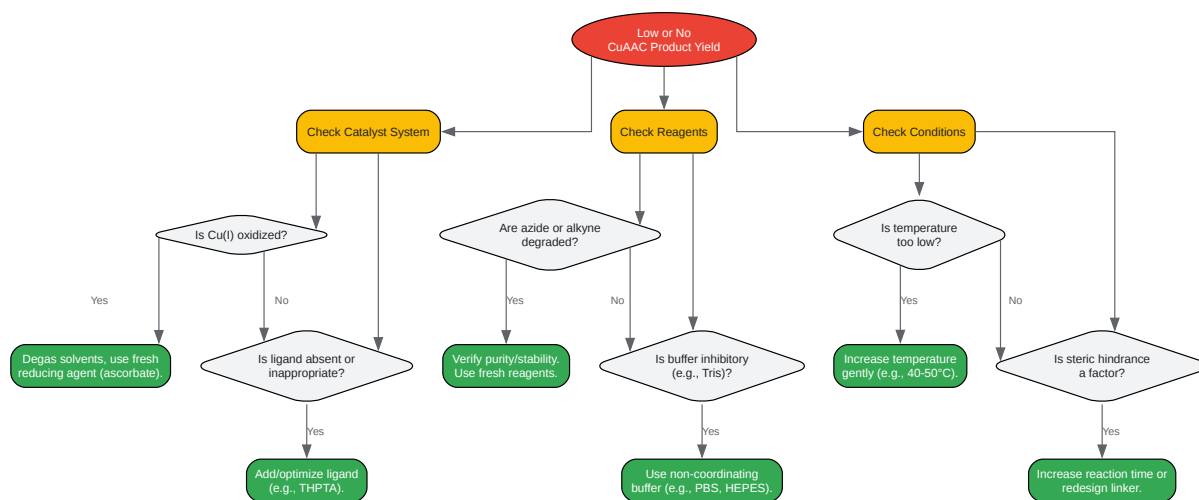 Low or No
CuAAC Product Yield
Check Catalyst System
Check Reagents
Check Conditions
Is Cu(I) oxidized?
Are azide or alkyne
degraded?
Is temperature
too low?
Yes
No
Yes
No
Yes
No
Degas solvents, use fresh
reducing agent (ascorbate).
Is ligand absent or
inappropriate?
Verify purity/stability.
Use fresh reagents.
Is buffer inhibitory
(e.g., Tris)?
Increase temperature
gently (e.g., 40-50°C).
Is steric hindrance
a factor?
Yes
Yes
Yes
Add/optimize ligand
(e.g., THPTA).
Use non-coordinating
buffer (e.g., PBS, HEPES).
Increase reaction time or
redesign linker.